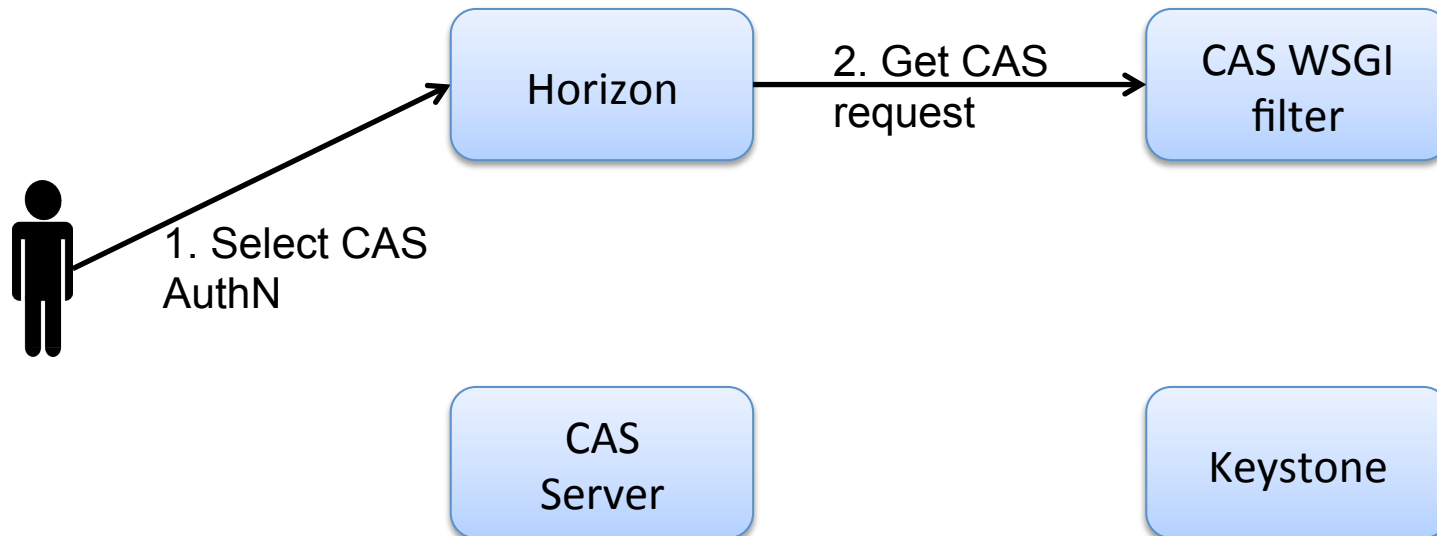 Horizon
2. Get CAS
request
CAS WSGI
filter
1. Select CAS
AuthN
CAS
Server
Keystone